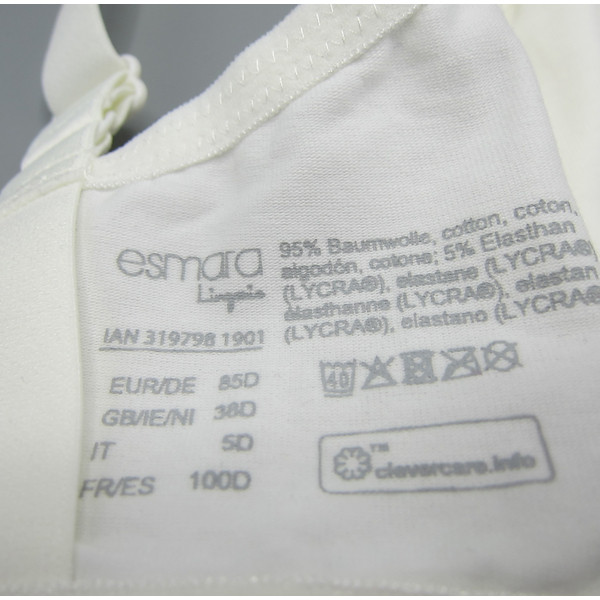 esmara
Lingerie
IAN 319798 1901
EUR/DE 85D
GB/IE/NI 38D
IT 5D
FR/ES 100D
95% Baumwolle, cotton, coton,
algodón, cotone; 5% Elasthan
(LYCRA®), elastane (LYCRA®)
élasthanne (LYCRA®), elastan
(LYCRA®), elastano (LYCRA®)
40
™
clevercare.info